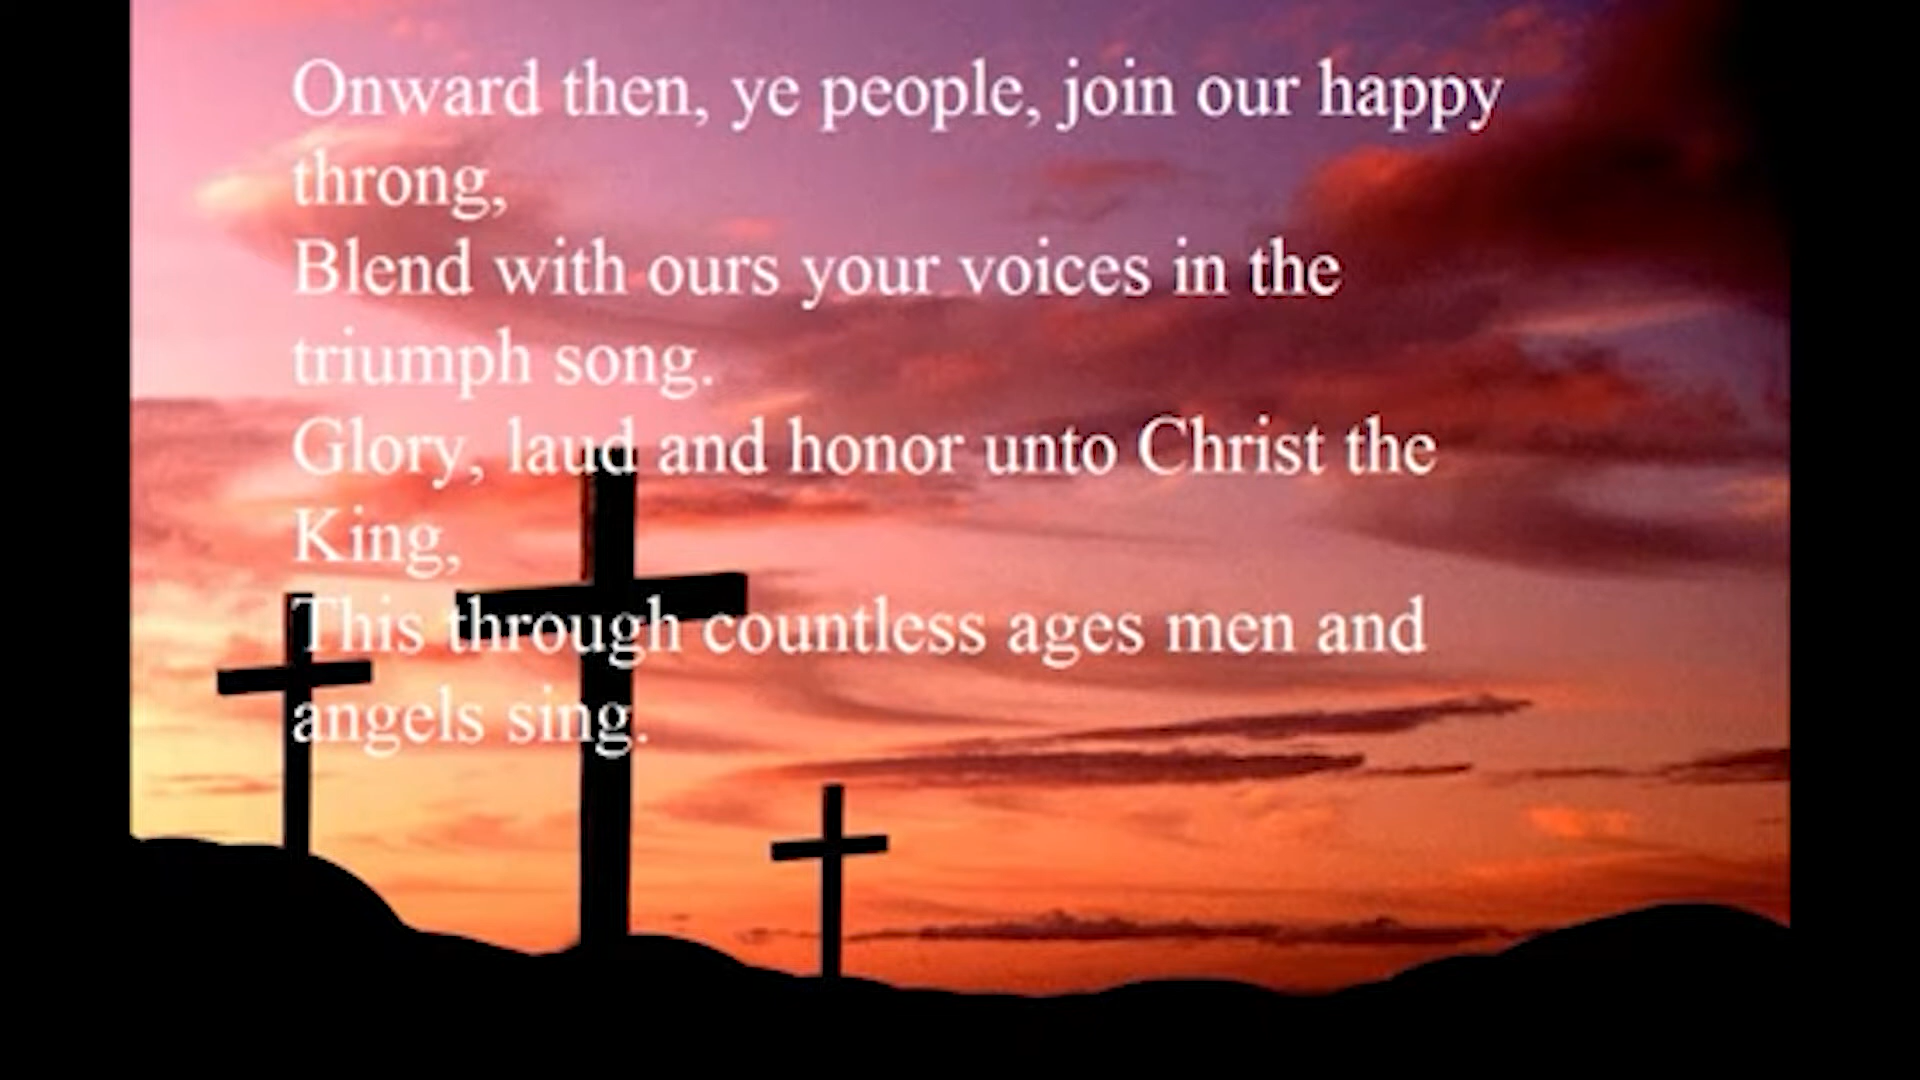 Onward then, ye people, join our happy
throng,
Blend with ours your voices in the
triumph song.
Glory, laud and honor unto Christ the
King,
This through countless ages men and
angels sing.